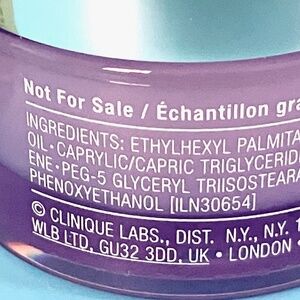 Not For Sale / Échantillon gra
INGREDIENTS: ETHYLHEXYL PALMITA
OIL • CAPRYLIC/CAPRIC TRIGLYCERID
ENE • PEG-5 GLYCERYL TRIISOSTEARA
PHENOXYETHANOL [ILN30654]
© CLINIQUE LABS., DIST. N.Y., N.Y. 1
WLB LTD, GU32 3DD, UK • LONDON